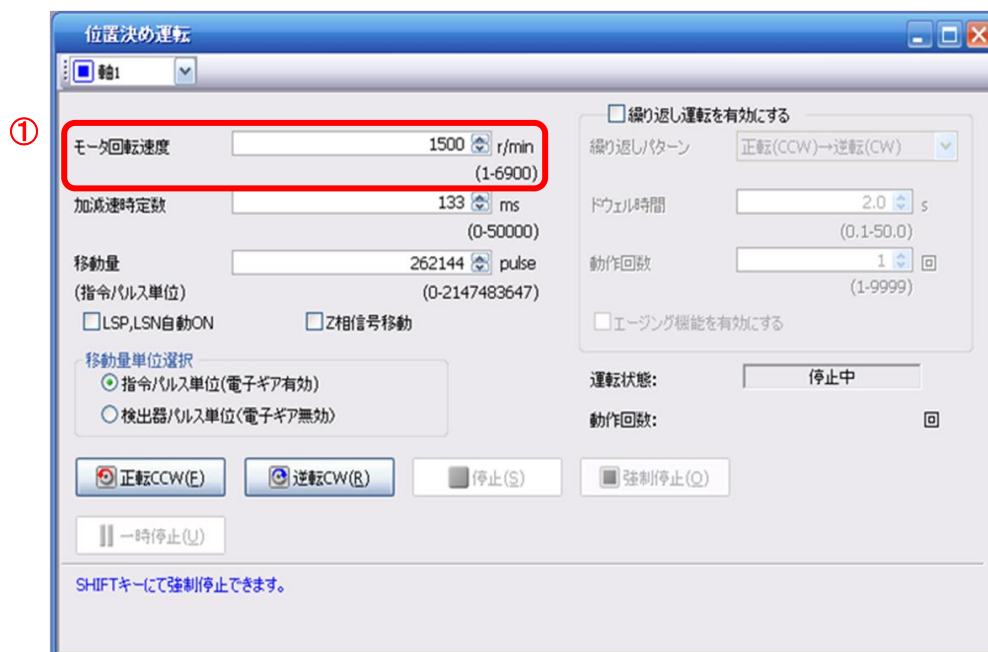 位置決め運転
軸1
①
モータ回転速度 1500 r/min
(1-6900)
加減速時定数 133 ms
(0-50000)
移動量 262144 pulse
(指令パルス単位) (0-2147483647)
LSP,LSN自動ON Z相信号移動
移動量単位選択
指令パルス単位(電子ギア有効)
検出器パルス単位(電子ギア無効)
繰り返し運転を有効にする
繰り返しパターン 正転(CCW)→逆転(CW)
ドウェル時間 2.0 s
(0.1-50.0)
動作回数 1 回
(1-9999)
エージング機能を有効にする
運転状態: 停止中
動作回数: 回
正転CCW(F) 逆転CW(R) 停止(S) 強制停止(O)
一時停止(U)
SHIFTキーにて強制停止できます。